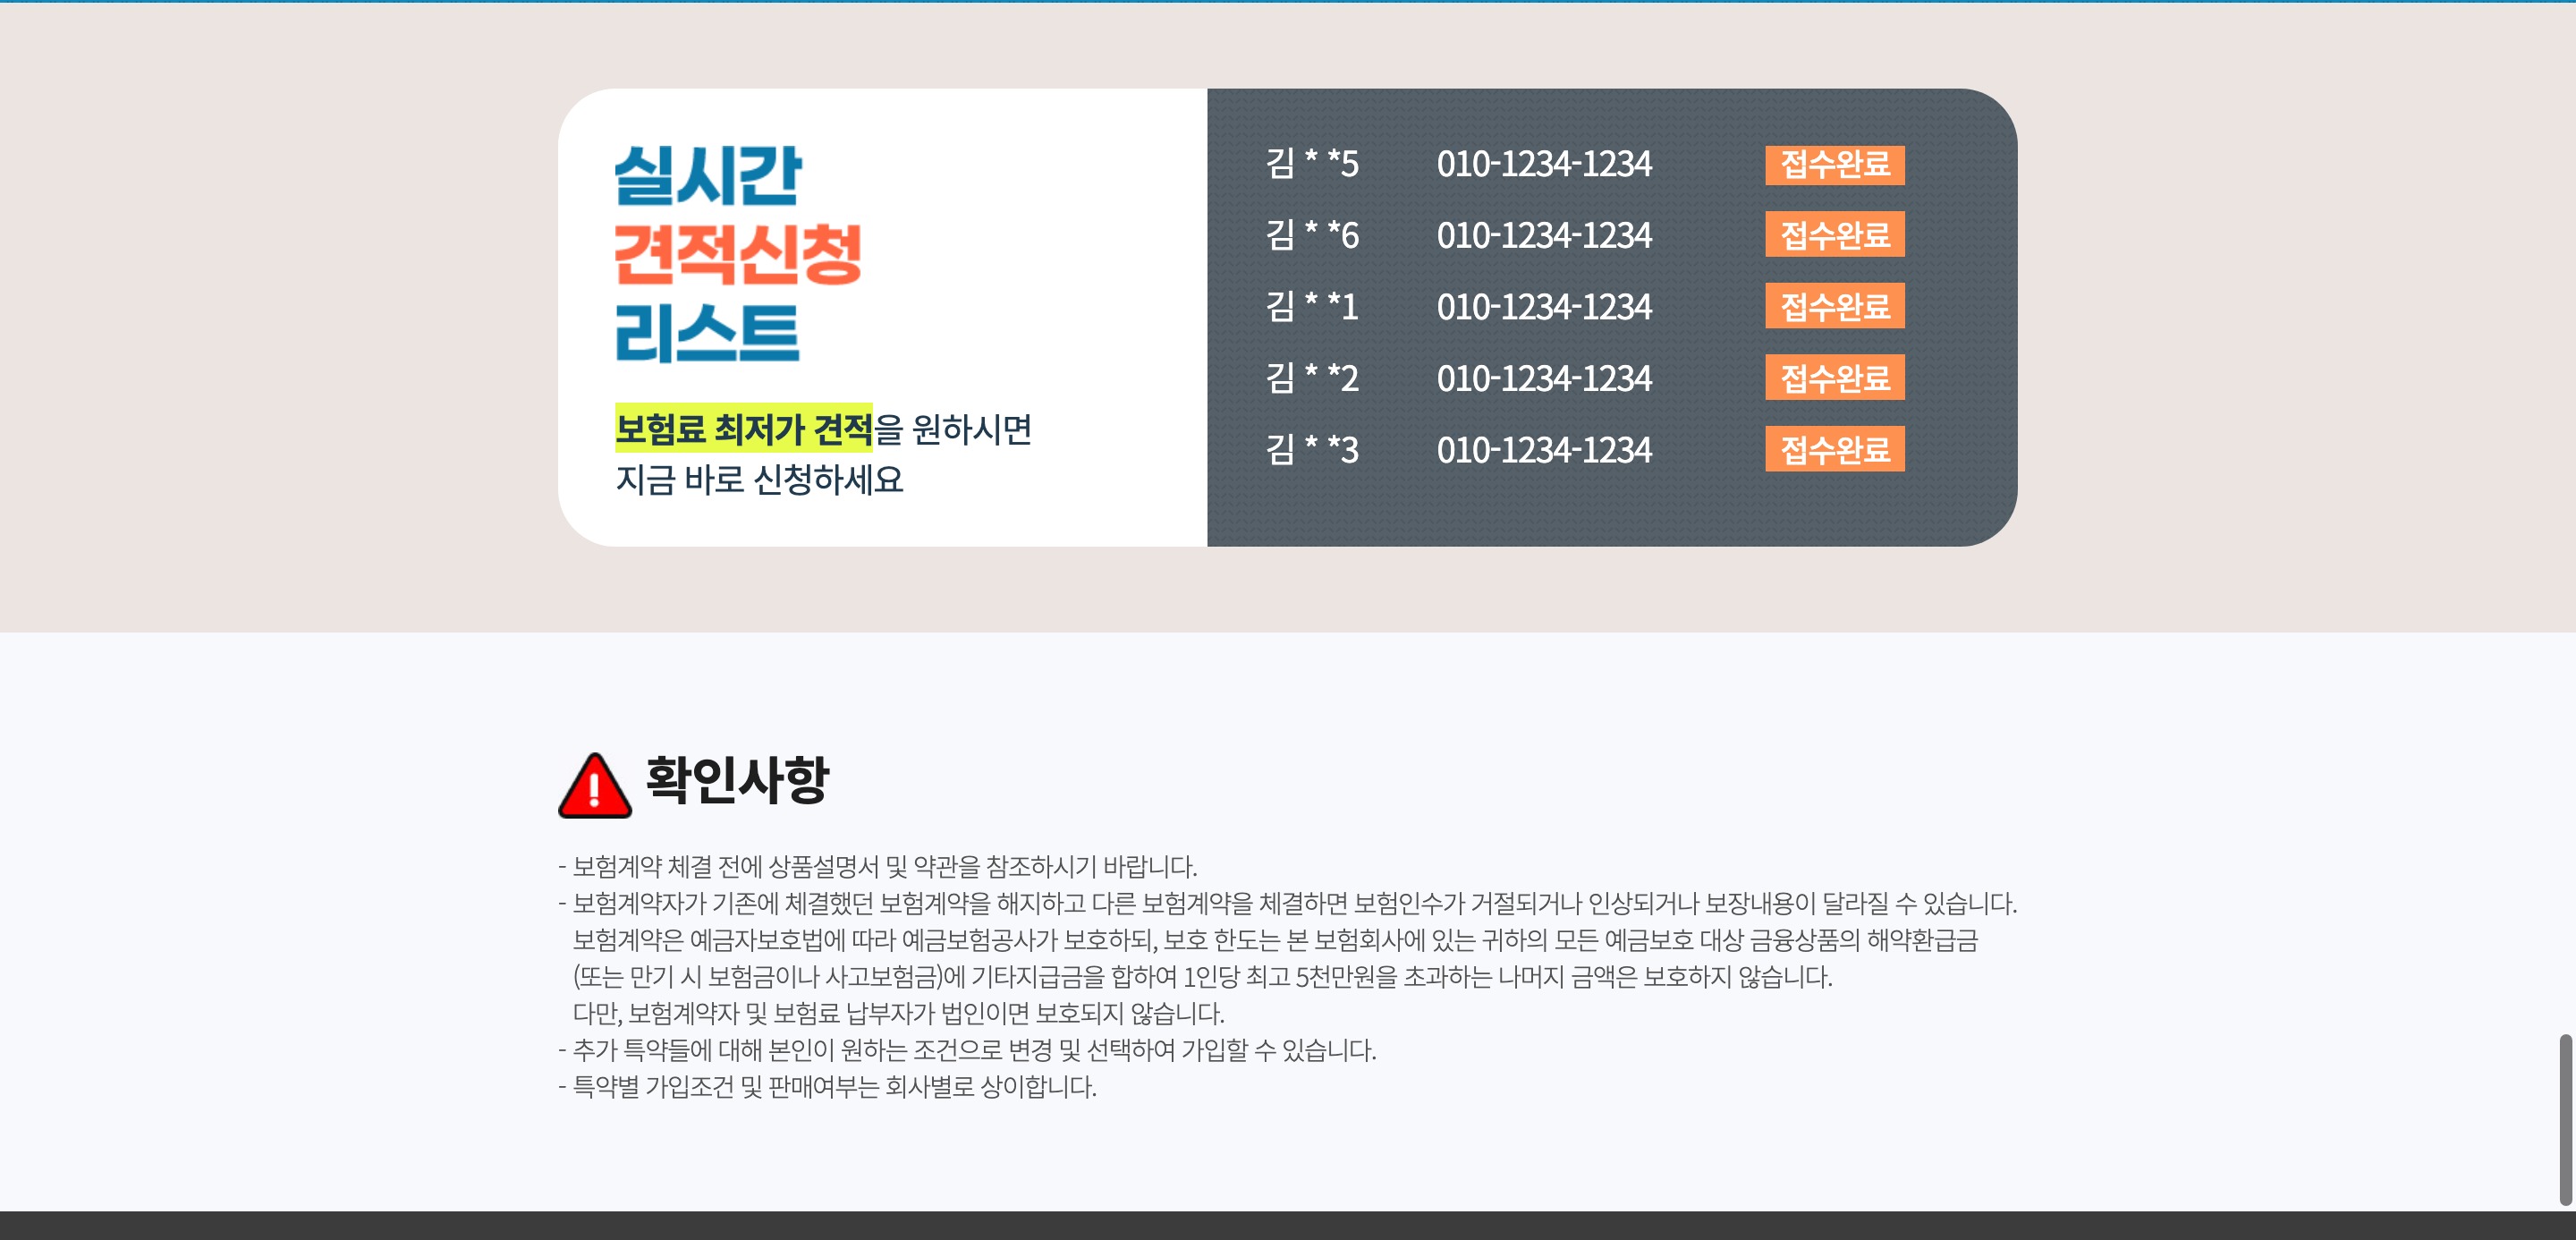 실시간
견적신청
리스트
보험료 최저가 견적을 원하시면
지금 바로 신청하세요
김 * *5 010-1234-1234 접수완료
김 * *6 010-1234-1234 접수완료
김 * *1 010-1234-1234 접수완료
김 * *2 010-1234-1234 접수완료
김 * *3 010-1234-1234 접수완료
확인사항
- 보험계약 체결 전에 상품설명서 및 약관을 참조하시기 바랍니다.
- 보험계약자가 기존에 체결했던 보험계약을 해지하고 다른 보험계약을 체결하면 보험인수가 거절되거나 인상되거나 보장내용이 달라질 수 있습니다.
보험계약은 예금자보호법에 따라 예금보험공사가 보호하되, 보호 한도는 본 보험회사에 있는 귀하의 모든 예금보호 대상 금융상품의 해약환급금
(또는 만기 시 보험금이나 사고보험금)에 기타지급금을 합하여 1인당 최고 5천만원을 초과하는 나머지 금액은 보호하지 않습니다.
다만, 보험계약자 및 보험료 납부자가 법인이면 보호되지 않습니다.
- 추가 특약들에 대해 본인이 원하는 조건으로 변경 및 선택하여 가입할 수 있습니다.
- 특약별 가입조건 및 판매여부는 회사별로 상이합니다.